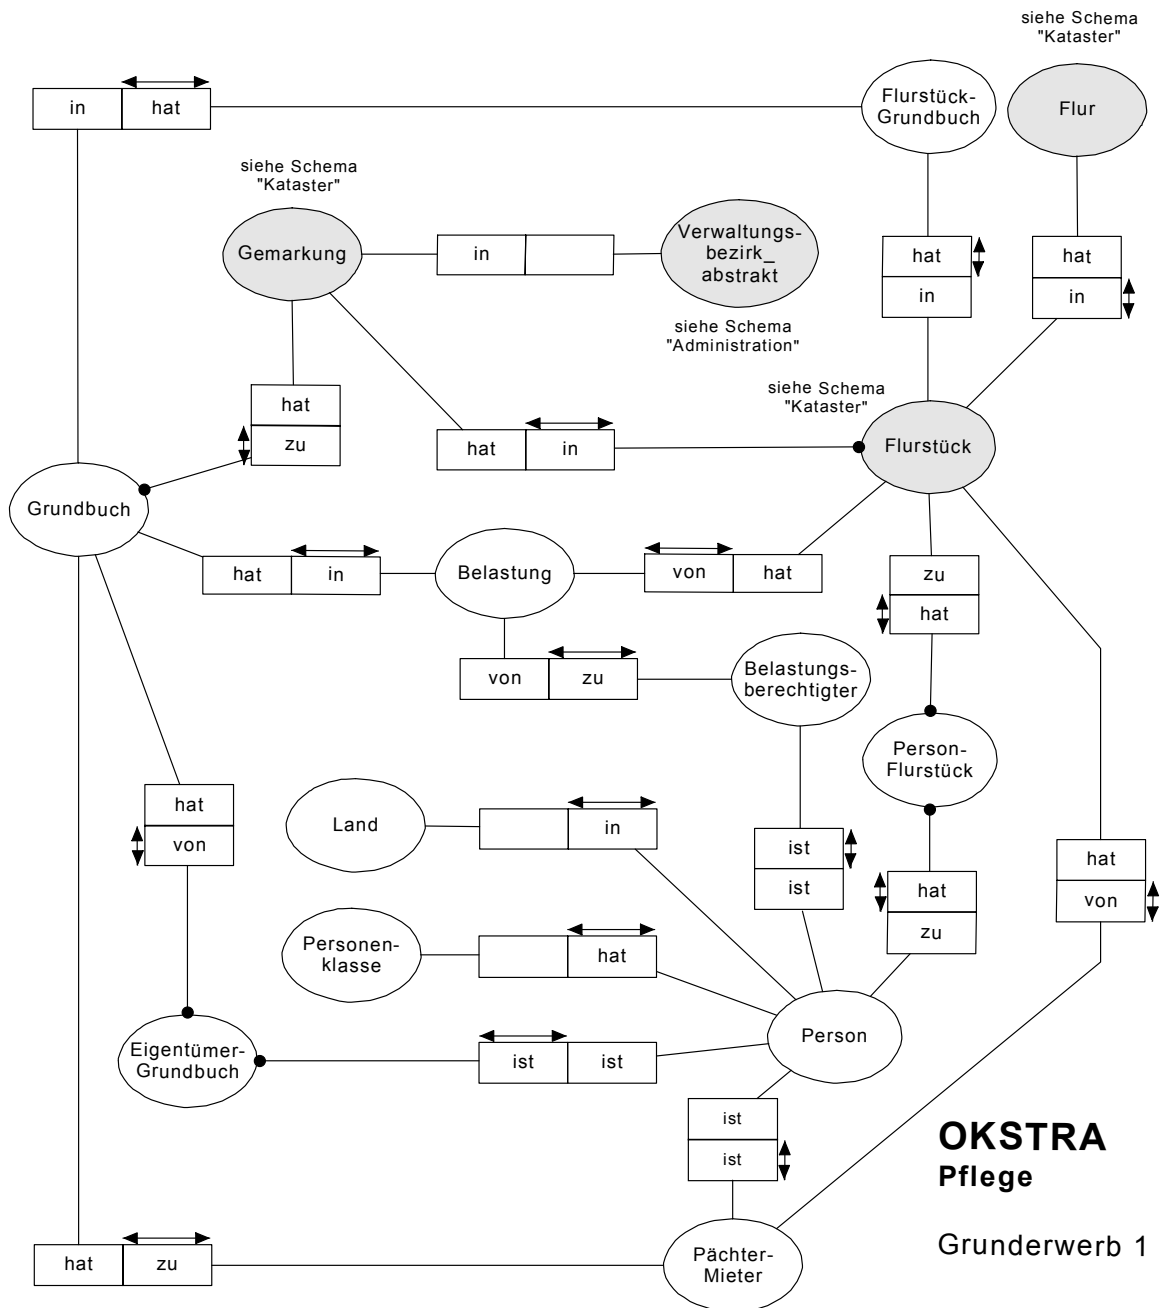 siehe Schema
"Kataster"
in
hat
Flurstück-
Grundbuch
Flur
siehe Schema
"Kataster"
Gemarkung
in
Verwaltungs-
bezirk_
abstrakt
hat
in
hat
in
siehe Schema
"Administration"
siehe Schema
"Kataster"
hat
zu
hat
in
Flurstück
Grundbuch
hat
in
Belastung
von
hat
zu
hat
von
zu
Belastungs-
berechtigter
Person-
Flurstück
hat
von
Land
in
ist
ist
hat
zu
hat
von
Personen-
klasse
hat
Person
Eigentümer-
Grundbuch
ist
ist
ist
ist
OKSTRA
Pflege
Grunderwerb 1
hat
zu
Pächter-
Mieter